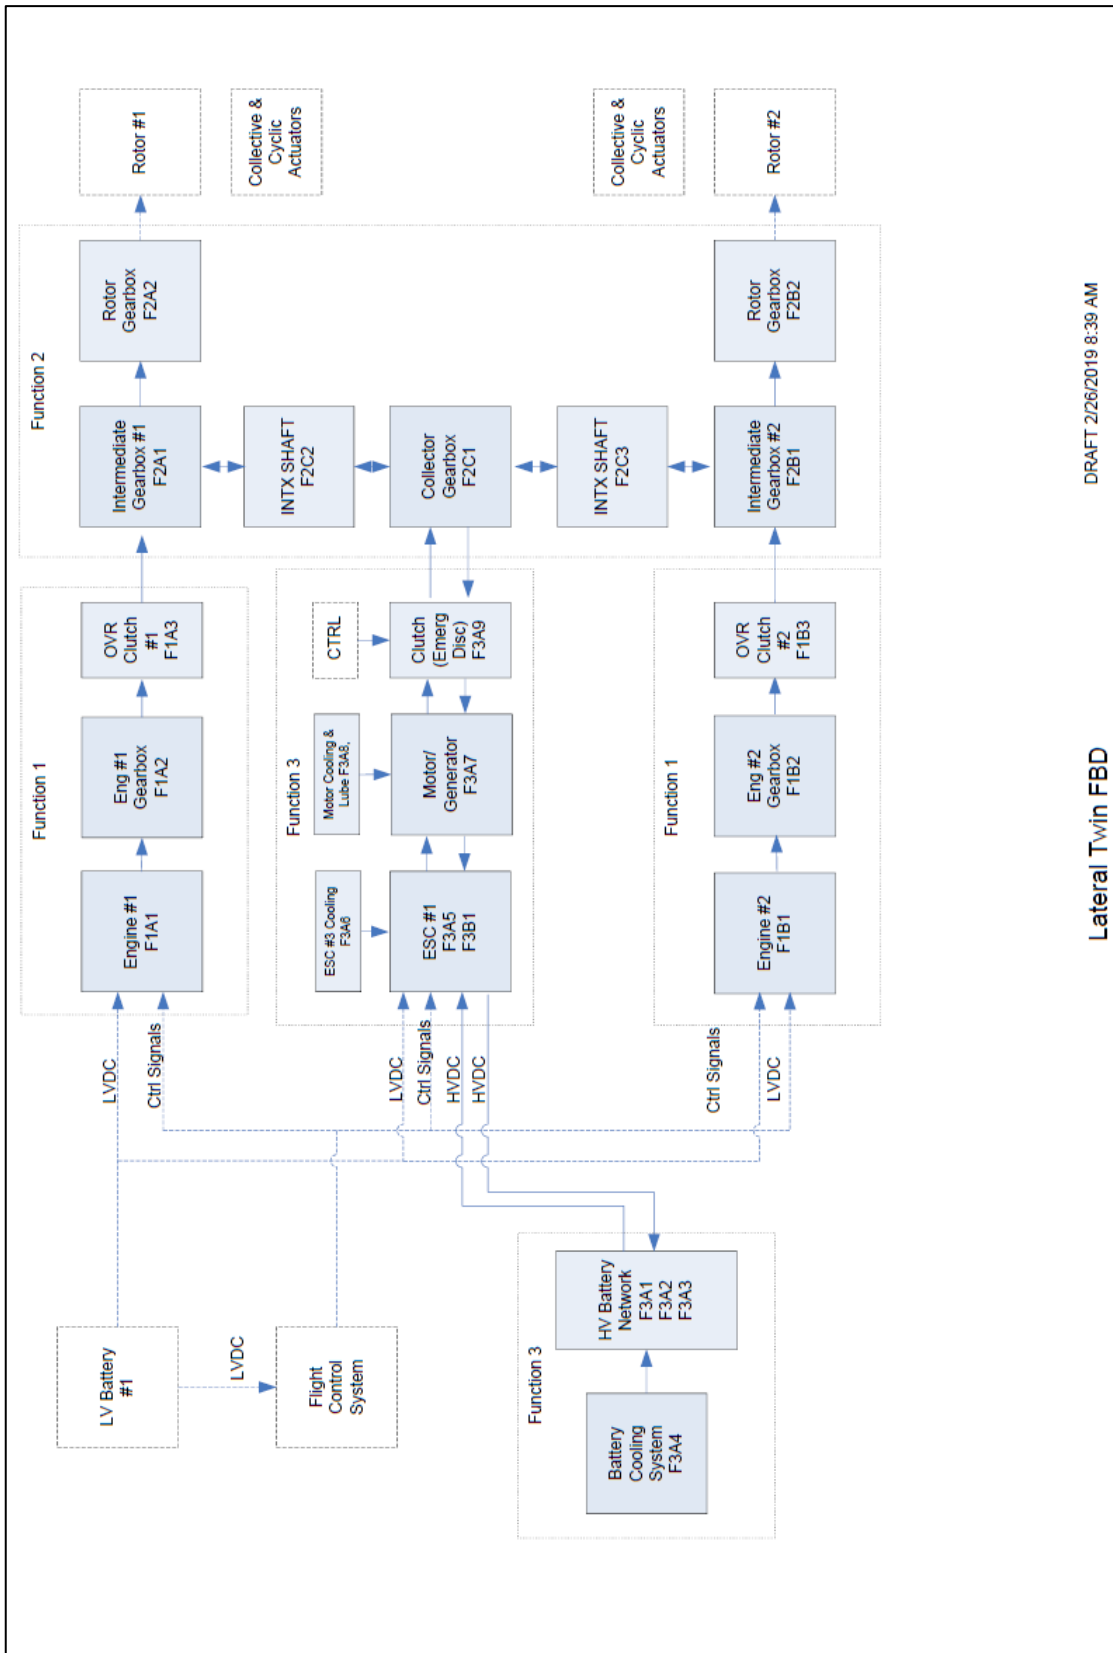 LV Battery
#1
LVDC
Flight
Control
System
Function 3
Battery
Cooling
System
F3A4
HV Battery
Network
F3A1
F3A2
F3A3
LVDC
Ctrl Signals
LVDC
Ctrl Signals
HVDC
HVDC
Ctrl Signals
LVDC
Function 1
Engine #1
F1A1
Eng #1
Gearbox
F1A2
OVR
Clutch
#1
F1A3
Function 3
ESC #3 Cooling
F3A6
Motor Cooling &
Lube F3A8,
CTRL
ESC #1
F3A5
F3B1
Motor/
Generator
F3A7
Clutch
(Emerg
Disc)
F3A9
Function 1
Engine #2
F1B1
Eng #2
Gearbox
F1B2
OVR
Clutch
#2
F1B3
Function 2
Intermediate
Gearbox #1
F2A1
Rotor
Gearbox
F2A2
INTX SHAFT
F2C2
Collector
Gearbox
F2C1
INTX SHAFT
F2C3
Intermediate
Gearbox #2
F2B1
Rotor
Gearbox
F2B2
Rotor #1
Collective &
Cyclic
Actuators
Collective &
Cyclic
Actuators
Rotor #2
Lateral Twin FBD
DRAFT 2/26/2019 8:39 AM